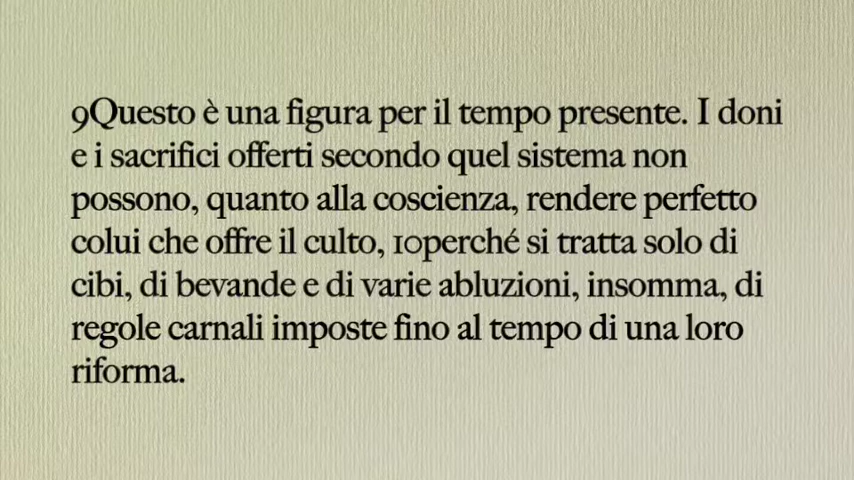 9Questo è una figura per il tempo presente. I doni
e i sacrifici offerti secondo quel sistema non
possono, quanto alla coscienza, rendere perfetto
colui che offre il culto, 10perché si tratta solo di
cibi, di bevande e di varie abluzioni, insomma, di
regole carnali imposte fino al tempo di una loro
riforma.